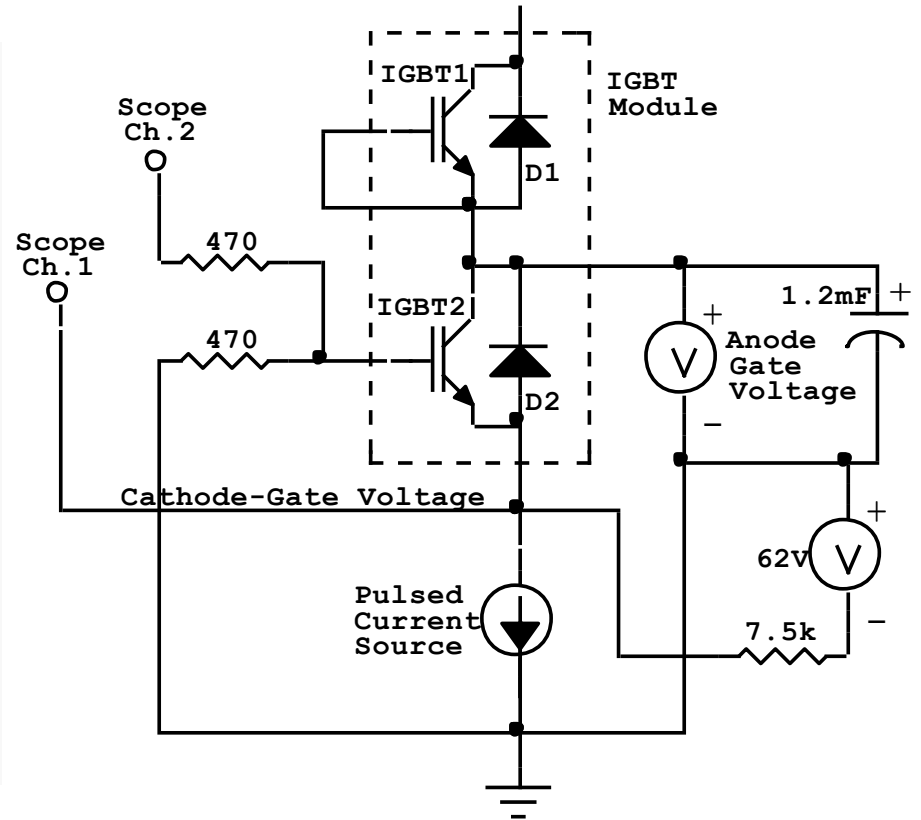 IGBT1
IGBT
Module
Scope
Ch.2
D1
Scope
Ch.1
470
1.2mF +
IGBT2
+
470
V
Anode
Gate
Voltage
D2
−
Cathode-Gate Voltage
+
62V
V
Pulsed
Current
Source
7.5k
−